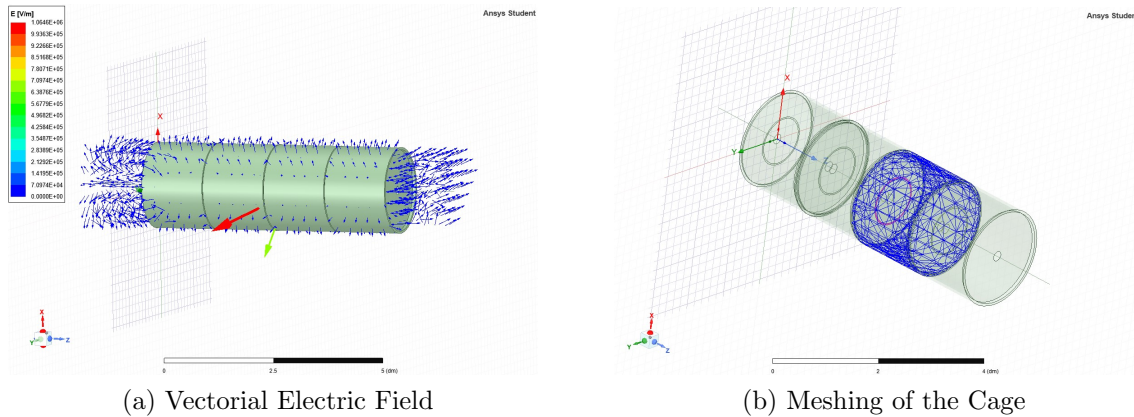 E [V/m]
1.0646E+06
9.9363E+05
9.2266E+05
8.5168E+05
7.8071E+05
7.0974E+05
6.3876E+05
5.6779E+05
4.9682E+05
4.2584E+05
3.5487E+05
2.8389E+05
2.1292E+05
1.4195E+05
7.0974E+04
0.0000E+00
Ansys Student
X
X
Y
Z
0
2.5
5 (dm)
(a) Vectorial Electric Field
Ansys Student
X
Y
X
Y
Z
0
2
4 (dm)
(b) Meshing of the Cage